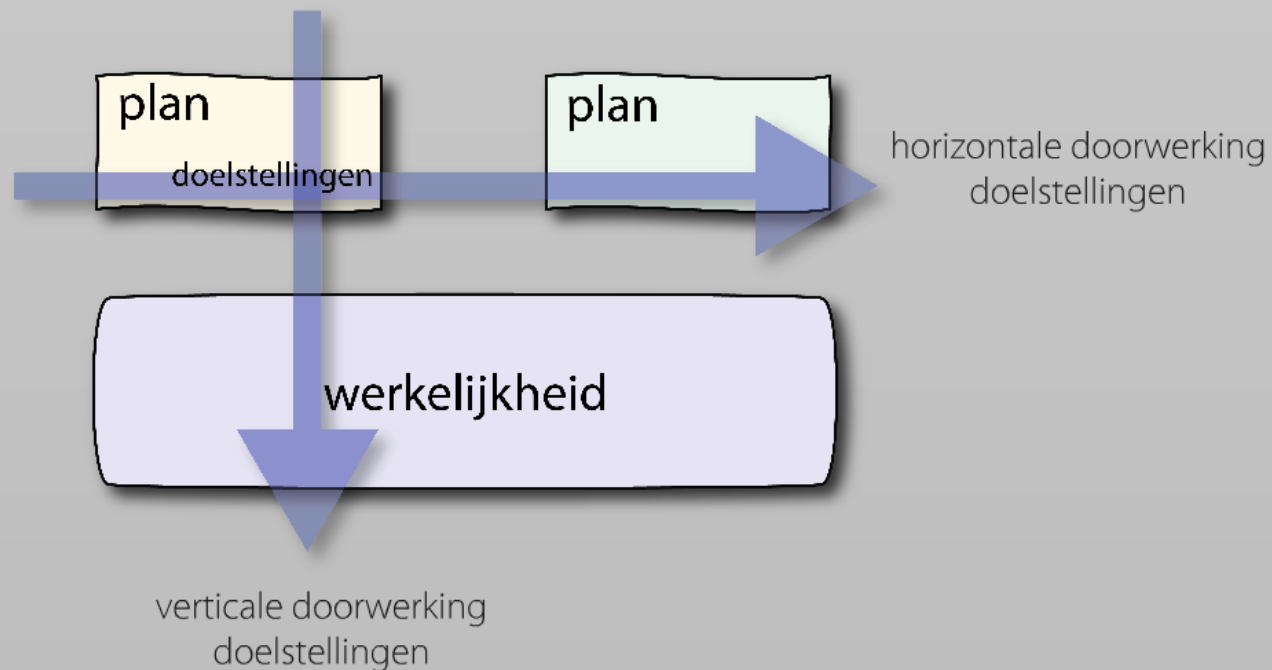 plan
doelstellingen
plan
horizontale doorwerking
doelstellingen
werkelijkheid
verticale doorwerking
doelstellingen